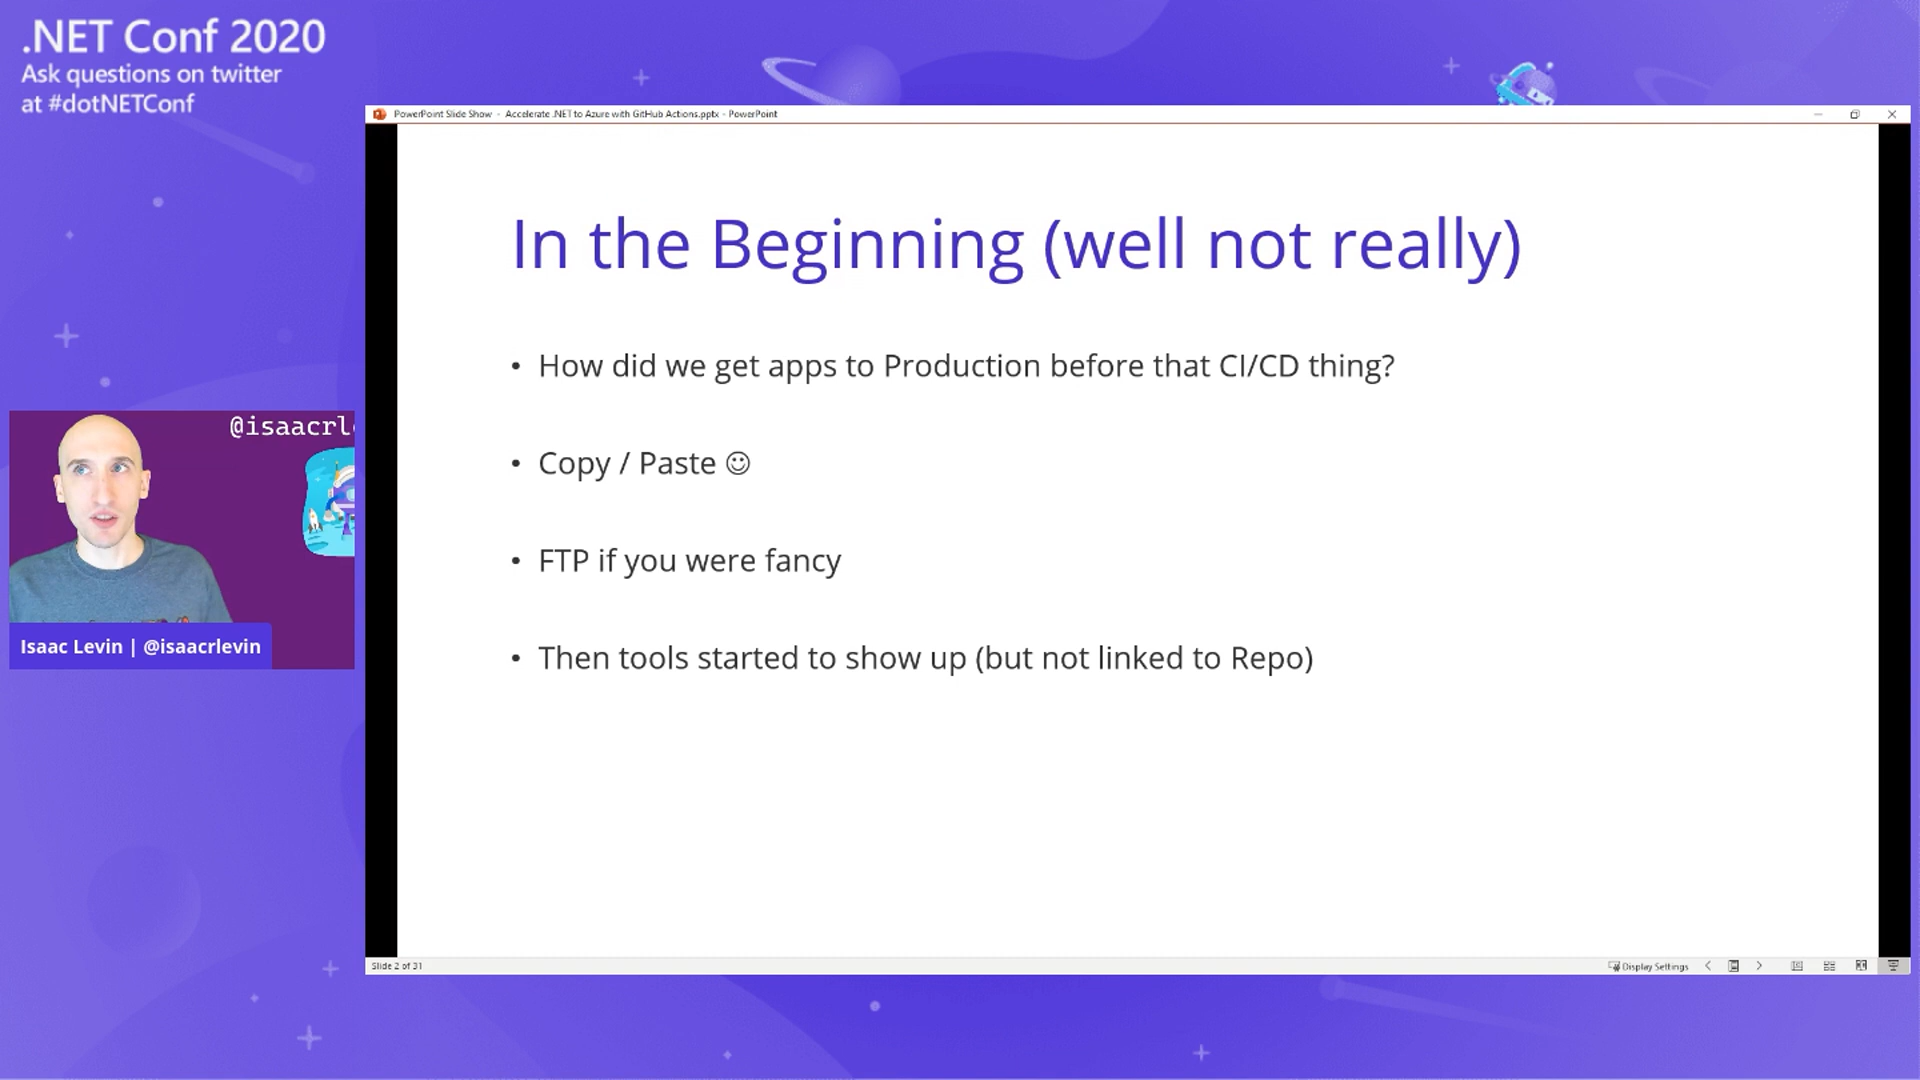 .NET Conf 2020
Ask questions on twitter
at #dotNETConf
PowerPoint Slide Show - Accelerate .NET to Azure with GitHub Actions.pptx - PowerPoint
In the Beginning (well not really)
• How did we get apps to Production before that CI/CD thing?
• Copy / Paste ☺
• FTP if you were fancy
• Then tools started to show up (but not linked to Repo)
@isaacrl
Isaac Levin | @isaacrlevin
Slide 2 of 31
Display Settings